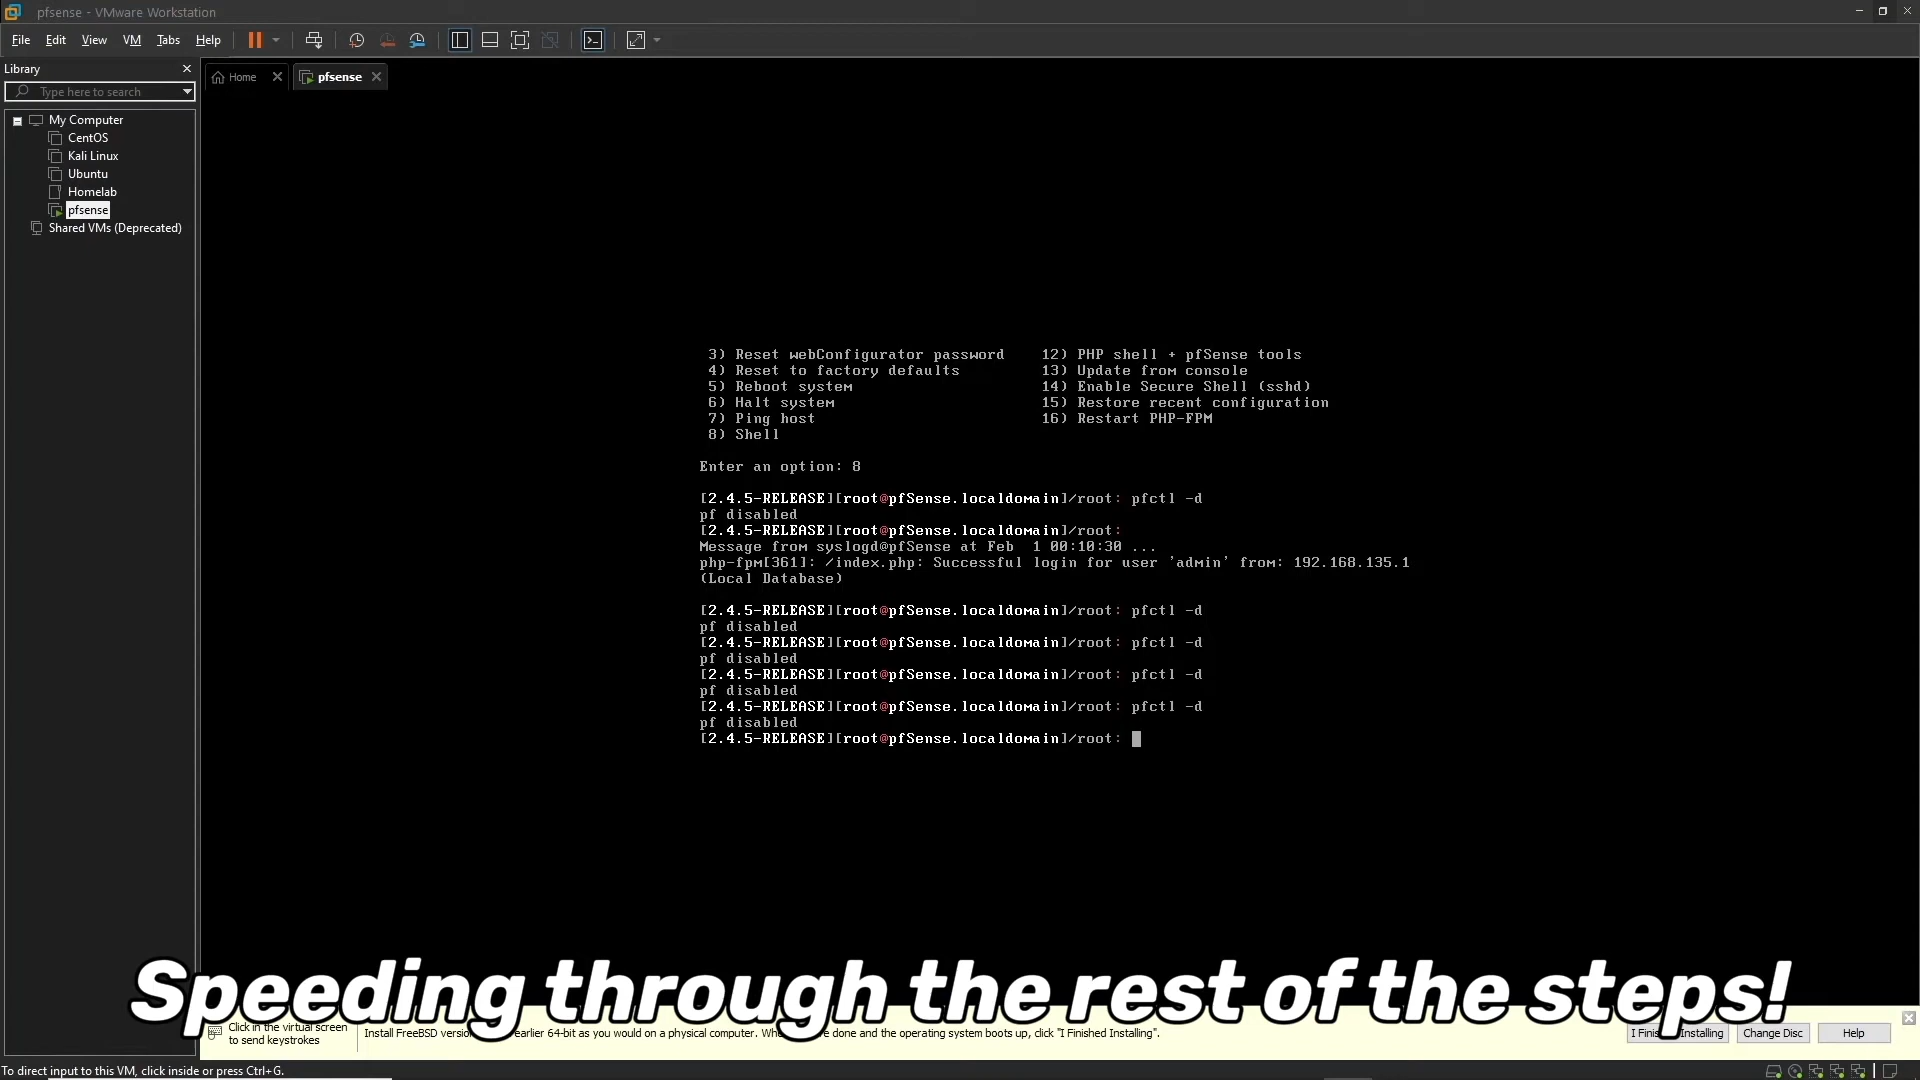 pfsense - VMware Workstation
File Edit View VM Tabs Help
Library
Home
pfsense
Type here to search
My Computer
CentOS
Kali Linux
Ubuntu
Homelab
pfsense
Shared VMs (Deprecated)
3) Reset webConfigurator password 12) PHP shell + pfSense tools
4) Reset to factory defaults 13) Update from console
5) Reboot system 14) Enable Secure Shell (sshd)
6) Halt system 15) Restore recent configuration
7) Ping host 16) Restart PHP-FPM
8) Shell
Enter an option: 8
[2.4.5-RELEASE][root@pfSense.localdomain]/root: pfctl -d
pf disabled
[2.4.5-RELEASE][root@pfSense.localdomain]/root:
Message from syslogd@pfSense at Feb 1 00:10:30 ...
php-fpm[361]: /index.php: Successful login for user 'admin' from: 192.168.135.1
(Local Database)
[2.4.5-RELEASE][root@pfSense.localdomain]/root: pfctl -d
pf disabled
[2.4.5-RELEASE][root@pfSense.localdomain]/root: pfctl -d
pf disabled
[2.4.5-RELEASE][root@pfSense.localdomain]/root: pfctl -d
pf disabled
[2.4.5-RELEASE][root@pfSense.localdomain]/root: pfctl -d
pf disabled
[2.4.5-RELEASE][root@pfSense.localdomain]/root:
Speeding through the rest of the steps!
Click in the virtual screen
to send keystrokes
Install FreeBSD earlier 64-bit as you would on a physical computer. done and the operating system boots up, click "I Finished Installing".
I Installing Change Disc Help
To direct input to this VM, click inside or press Ctrl+G.